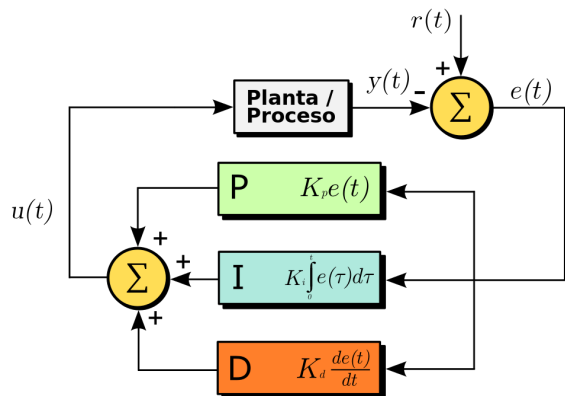 r(t)
+
Planta /
Proceso
y(t)
-
Σ
e(t)
P K_p e(t)
u(t)
+
Σ
+
I K_i ∫_0^t e(τ)dτ
+
D K_d de(t)/dt